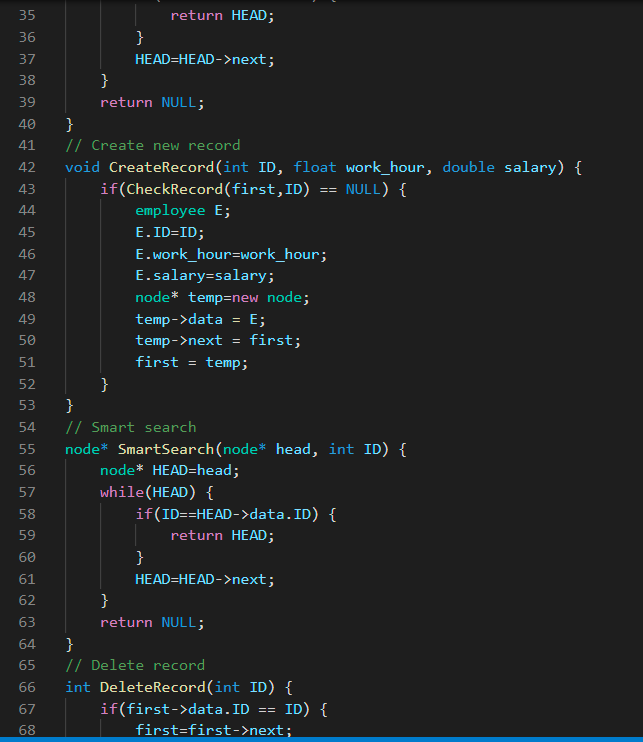 35 return HEAD;
36 }
37 HEAD=HEAD->next;
38 }
39 return NULL;
40 }
41 // Create new record
42 void CreateRecord(int ID, float work_hour, double salary) {
43 if(CheckRecord(first,ID) == NULL) {
44 employee E;
45 E.ID=ID;
46 E.work_hour=work_hour;
47 E.salary=salary;
48 node* temp=new node;
49 temp->data = E;
50 temp->next = first;
51 first = temp;
52 }
53 }
54 // Smart search
55 node* SmartSearch(node* head, int ID) {
56 node* HEAD=head;
57 while(HEAD) {
58 if(ID==HEAD->data.ID) {
59 return HEAD;
60 }
61 HEAD=HEAD->next;
62 }
63 return NULL;
64 }
65 // Delete record
66 int DeleteRecord(int ID) {
67 if(first->data.ID == ID) {
68 first=first->next;